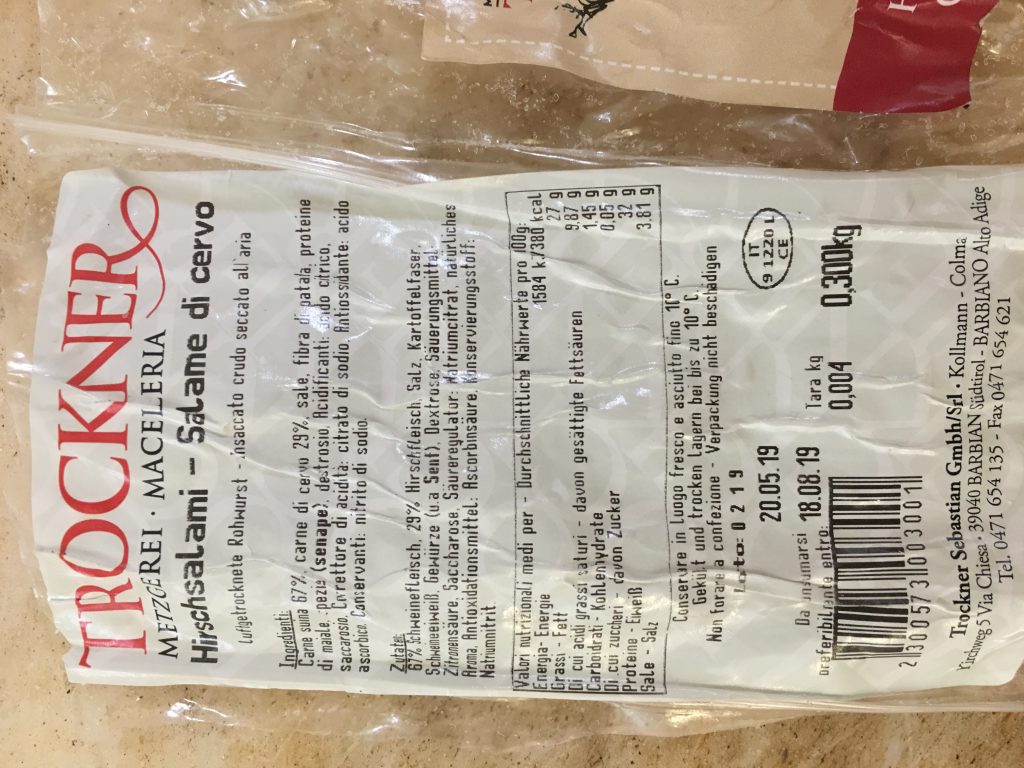 TROCKNER
METZGEREI · MACELLERIA
Hirschsalami – Salame di cervo
Luftgetrocknete Rohwurst - insaccato crudo seccato all'aria
Ingredienti:
Carne suina 67%, carne di cervo 29%, sale, fibra di patata, proteine
di maiale, spezie (senape), destrosio, Acidificanti: acido citrico,
saccarosio, Correttore di acidità: citrato di sodio, Antiossidante: acido
ascorbico, Conservanti: nitrito di sodio.
Zutaten:
67% Schweinefleisch, 29% Hirschfleisch, Salz, Kartoffelfaser,
Schweineeiweiß, Gewürze (u.a Senf), Dextrose, Säuerungsmittel:
Zitronensäure, Saccharose, Säureregulator: Natriumcitrat, natürliches
Aroma, Antioxidationsmittel: Ascorbinsäure, Konservierungsstoff:
Natriumnitrit
Valori nutrizionali medi per - Durchschnittliche Nährwerte pro 100g:
Energia- Energie 1584 kJ/380 kcal
Grassi - Fett 27 g
Di cui acidi grassi saturi - davon gesättigte Fettsäuren 9.87 g
Carboidrati - Kohlenhydrate 1.45 g
Di cui zuccheri - davon Zucker 0.05 g
Proteine - Eiweiß 32 g
Sale - Salz 3.81 g
Conservare in luogo fresco e asciutto fino 10° C.
Gekült und trocken lagern bei bis zu 10° C.
Non forare la confezione - Verpackung nicht beschädigen
Lotto: 0 2 1 9
20.05.19
IT
9 1220 L
CE
Da consumarsi 18.08.19
preferibilmente entro:
Tara kg
0,004
0,300kg
2 300573 003001
Trockner Sebastian Gmbh/Srl · Kollmann - Colma
5 Via Chiesa · 39040 BARBIAN Südtirol - BARBIANO Alto Adige
Tel. 0471 654 135 - Fax 0471 654 621